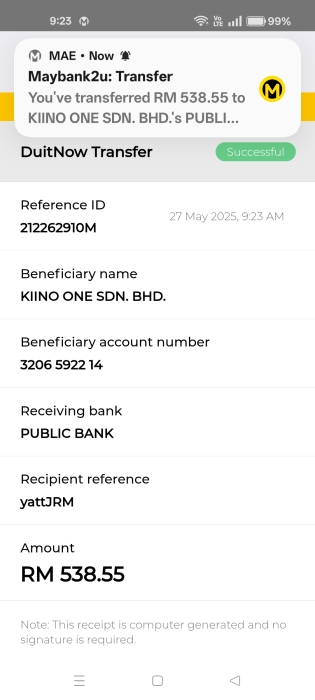 9:23
Vo
LTE
99%
MAE • Now
Maybank2u: Transfer
You've transferred RM 538.55 to
KIINO ONE SDN. BHD.'s PUBLI...
DuitNow Transfer
Successful
Reference ID
27 May 2025, 9:23 AM
212262910M
Beneficiary name
KIINO ONE SDN. BHD.
Beneficiary account number
3206 5922 14
Receiving bank
PUBLIC BANK
Recipient reference
yattJRM
Amount
RM 538.55
Note: This receipt is computer generated and no
signature is required.